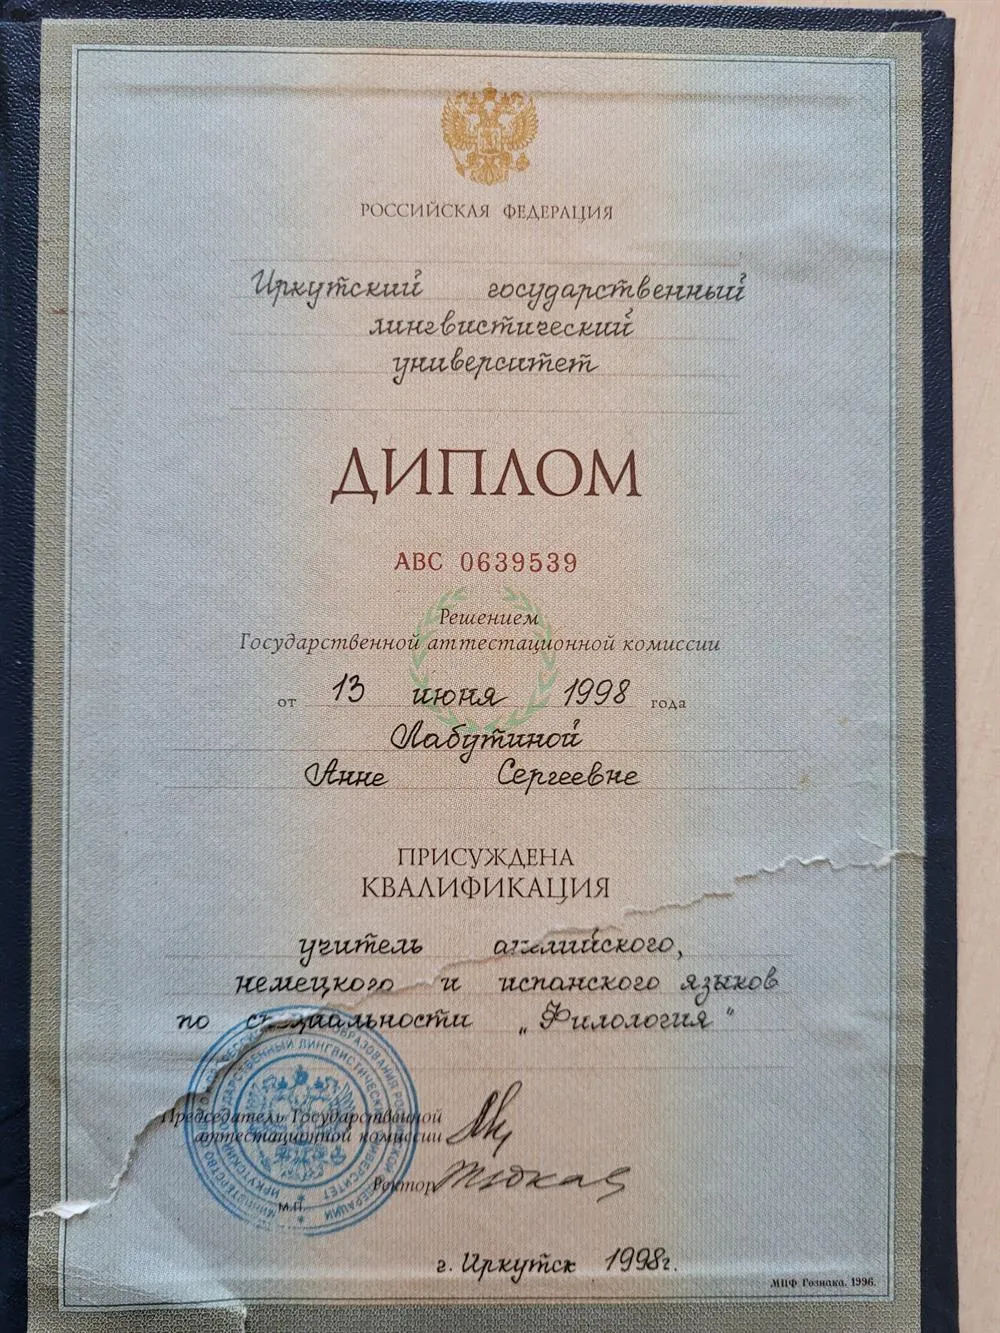 РОССИЙСКАЯ ФЕДЕРАЦИЯ
Иркутский государственный
лингвистический
университет
ДИПЛОМ
АВС 0639539
Решением
Государственной аттестационной комиссии
от 13 июня 1998 года
Лабутиной
Анне Сергеевне
ПРИСУЖДЕНА
КВАЛИФИКАЦИЯ
учитель английского,
немецкого и испанского языков
по специальности „Филология"
Председатель Государственной
аттестационной комиссии
Ректор
М.П.
г. Иркутск 1998г.
МПФ Гознака. 1996.